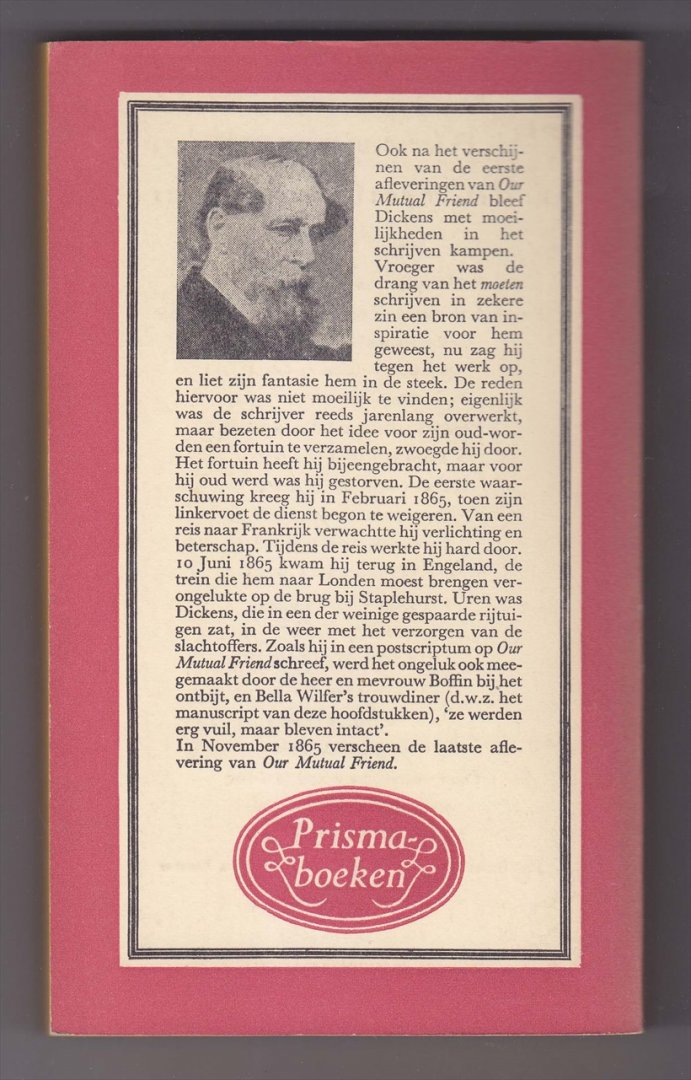 Ook na het verschij-
nen van de eerste
afleveringen van Our
Mutual Friend bleef
Dickens met moei-
lijkheden in het
schrijven kampen.
Vroeger was de
drang van het moeten
schrijven in zekere
zin een bron van in-
spiratie voor hem
geweest, nu zag hij
tegen het werk op,
en liet zijn fantasie hem in de steek. De reden
hiervoor was niet moeilijk te vinden; eigenlijk
was de schrijver reeds jarenlang overwerkt,
maar bezeten door het idee voor zijn oud-wor-
den een fortuin te verzamelen, zwoegde hij door.
Het fortuin heeft hij bijeengebracht, maar voor
hij oud werd was hij gestorven. De eerste waar-
schuwing kreeg hij in Februari 1865, toen zijn
linkervoet de dienst begon te weigeren. Van een
reis naar Frankrijk verwachtte hij verlichting en
beterschap. Tijdens de reis werkte hij hard door.
10 Juni 1865 kwam hij terug in Engeland, de
trein die hem naar Londen moest brengen ver-
ongelukte op de brug bij Staplehurst. Uren was
Dickens, die in een der weinige gespaarde rijtui-
gen zat, in de weer met het verzorgen van de
slachtoffers. Zoals hij in een postscriptum op Our
Mutual Friend schreef, werd het ongeluk ook mee-
gemaakt door de heer en mevrouw Boffin bij het
ontbijt, en Bella Wilfer's trouwdiner (d.w.z. het
manuscript van deze hoofdstukken), 'ze werden
erg vuil, maar bleven intact'.
In November 1865 verscheen de laatste afle-
vering van Our Mutual Friend.
Prisma-
boeken